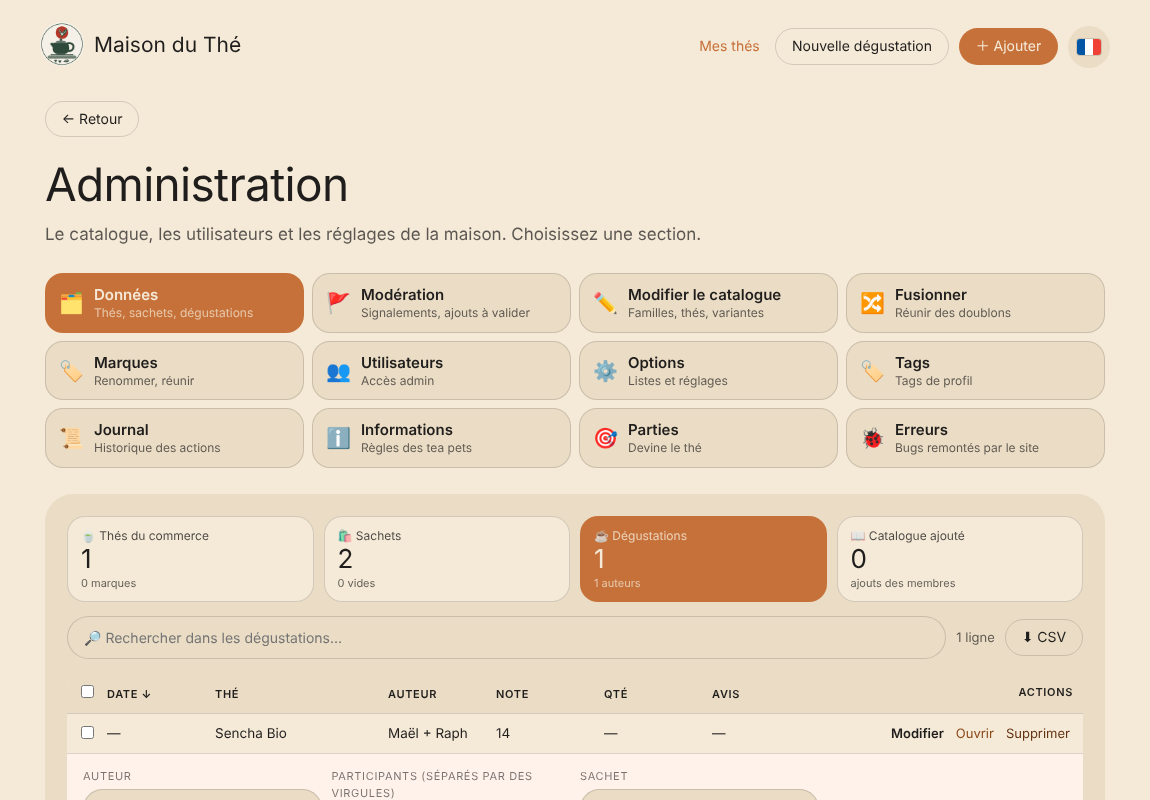 Maison du Thé
Mes thés
Nouvelle dégustation
+ Ajouter
← Retour
Administration
Le catalogue, les utilisateurs et les réglages de la maison. Choisissez une section.
Données
Thés, sachets, dégustations
Modération
Signalements, ajouts à valider
Modifier le catalogue
Familles, thés, variantes
Fusionner
Réunir des doublons
Marques
Renommer, réunir
Utilisateurs
Accès admin
Options
Listes et réglages
Tags
Tags de profil
Journal
Historique des actions
Informations
Règles des tea pets
Parties
Devine le thé
Erreurs
Bugs remontés par le site
Thés du commerce
1
0 marques
Sachets
2
0 vides
Dégustations
1
1 auteurs
Catalogue ajouté
0
ajouts des membres
Rechercher dans les dégustations...
1 ligne
⬇ CSV
DATE ↓ THÉ AUTEUR NOTE QTÉ AVIS ACTIONS
— Sencha Bio Maël + Raph 14 — — Modifier Ouvrir Supprimer
AUTEUR
PARTICIPANTS (SÉPARÉS PAR DES
VIRGULES)
SACHET